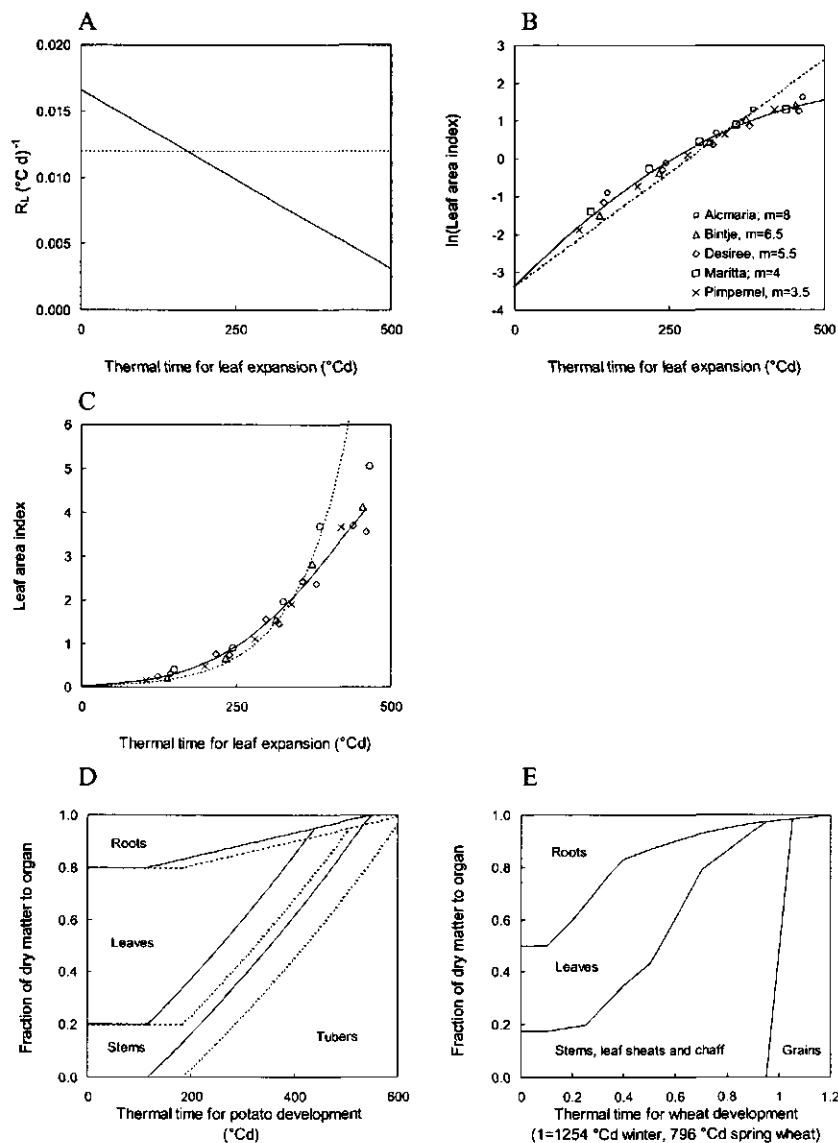 A
0.020
0.015
0.010
0.005
0.000
R_L (°C d)⁻¹
0
250
500
Thermal time for leaf expansion (°Cd)
B
3
2
1
0
-1
-2
-3
-4
ln(Leaf area index)
Alcmaria; m=8
Bintje, m=6.5
Desiree, m=5.5
Maritta; m=4
Pimpernel, m=3.5
0
250
500
Thermal time for leaf expansion (°Cd)
C
6
5
4
3
2
1
0
Leaf area index
0
250
500
Thermal time for leaf expansion (°Cd)
D
1.0
0.8
0.6
0.4
0.2
0.0
Fraction of dry matter to organ
Roots
Leaves
Stems
Tubers
0
200
400
600
Thermal time for potato development
(°Cd)
E
1.0
0.8
0.6
0.4
0.2
0.0
Fraction of dry matter to organ
Roots
Leaves
Stems, leaf sheats and chaff
Grains
0
0.2
0.4
0.6
0.8
1.0
1.2
Thermal time for wheat development
(1=1254 °Cd winter, 796 °Cd spring wheat)